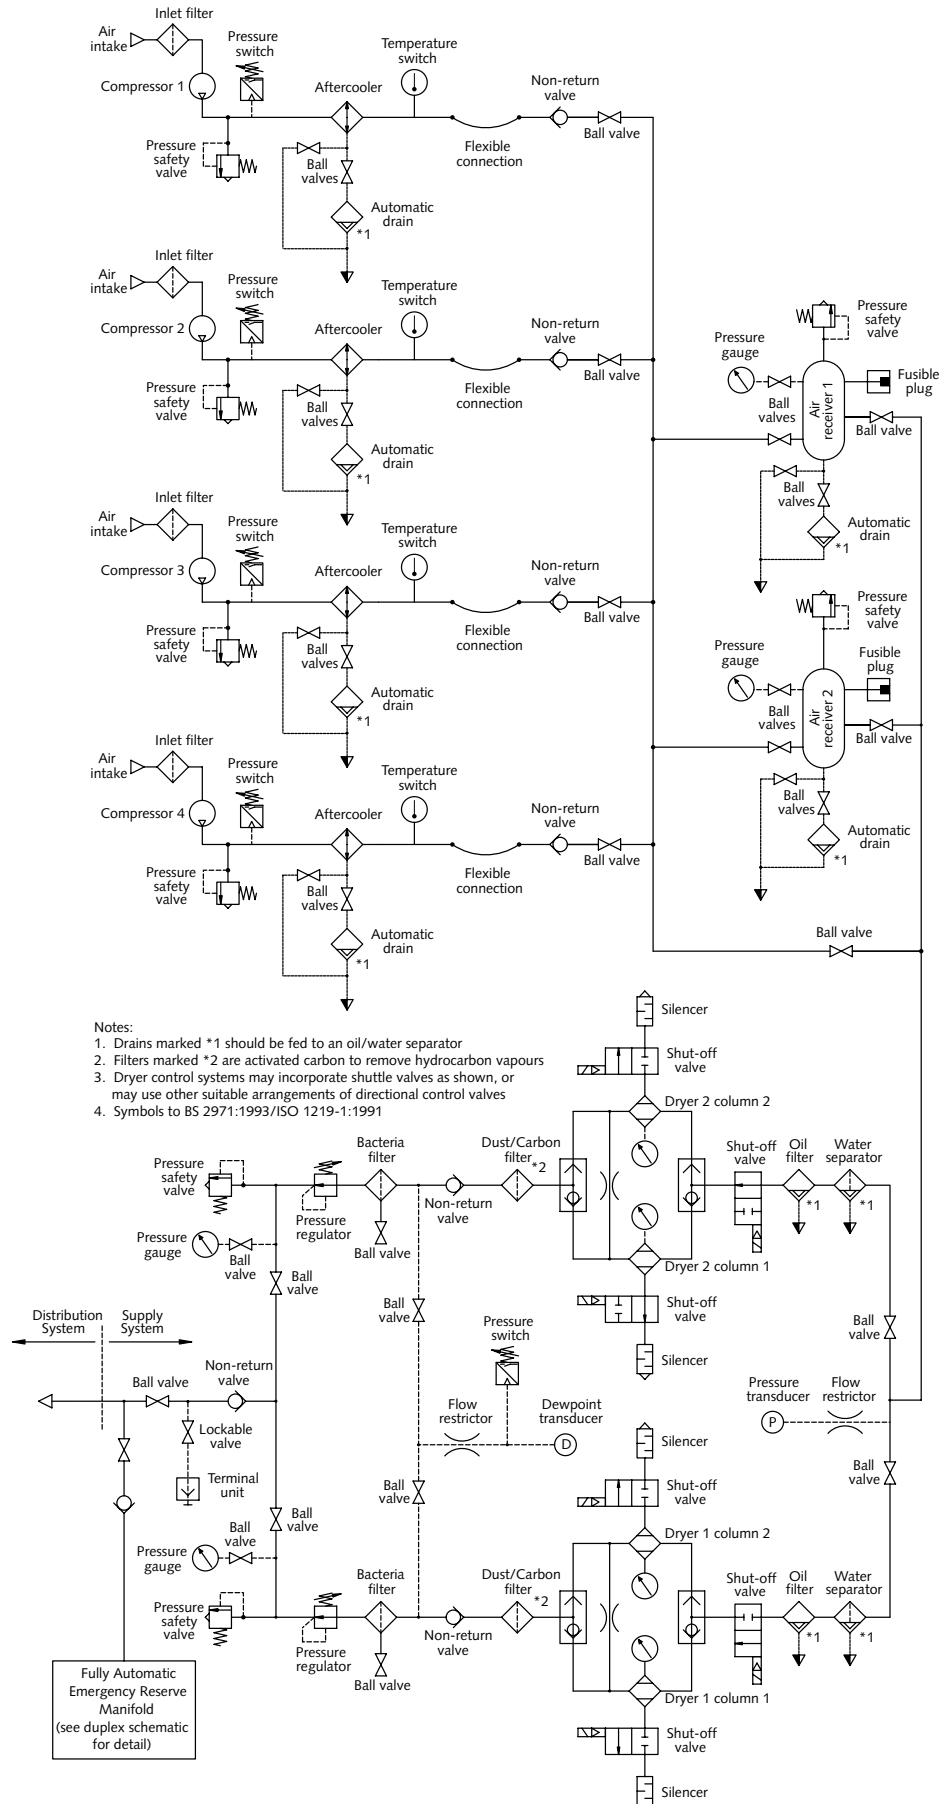 Inlet filter
Air
intake
Pressure
switch
Temperature
switch
Compressor 1
Aftercooler
Non-return
valve
Ball valve
Pressure
safety
valve
Ball
valves
Flexible
connection
Automatic
drain
*1
Inlet filter
Air
intake
Pressure
switch
Temperature
switch
Compressor 2
Aftercooler
Non-return
valve
Ball valve
Pressure
safety
valve
Ball
valves
Flexible
connection
Automatic
drain
*1
Pressure
safety
valve
Pressure
gauge
Fusible
plug
Ball
valves
Air
receiver 1
Ball valve
Ball
valves
Automatic
drain
*1
Inlet filter
Air
intake
Pressure
switch
Temperature
switch
Compressor 3
Aftercooler
Non-return
valve
Ball valve
Pressure
safety
valve
Ball
valves
Flexible
connection
Automatic
drain
*1
Pressure
safety
valve
Pressure
gauge
Fusible
plug
Ball
valves
Air
receiver 2
Ball valve
Ball
valves
Automatic
drain
*1
Inlet filter
Air
intake
Pressure
switch
Temperature
switch
Compressor 4
Aftercooler
Non-return
valve
Ball valve
Pressure
safety
valve
Ball
valves
Flexible
connection
Automatic
drain
*1
Ball valve
Notes:
1. Drains marked *1 should be fed to an oil/water separator
2. Filters marked *2 are activated carbon to remove hydrocarbon vapours
3. Dryer control systems may incorporate shuttle valves as shown, or
may use other suitable arrangements of directional control valves
4. Symbols to BS 2971:1993/ISO 1219-1:1991
Silencer
Shut-off
valve
Dryer 2 column 2
Pressure
safety
valve
Bacteria
filter
Dust/Carbon
filter
*2
Shut-off
valve
Oil
filter
Water
separator
*1
*1
Pressure
regulator
Non-return
valve
Ball valve
Pressure
gauge
Ball
valve
Ball
valve
Dryer 2 column 1
Ball
valve
Shut-off
valve
Silencer
Ball
valve
Distribution
System
Supply
System
Pressure
switch
Ball valve
Non-return
valve
Flow
restrictor
Dewpoint
transducer
D
Pressure
transducer
P
Flow
restrictor
Lockable
valve
Terminal
unit
Silencer
Ball
valve
Ball
valve
Shut-off
valve
Ball
valve
Ball
valve
Pressure
gauge
Dryer 1 column 2
Pressure
safety
valve
Bacteria
filter
Dust/Carbon
filter
*2
Shut-off
valve
Oil
filter
Water
separator
*1
*1
Pressure
regulator
Non-return
valve
Ball valve
Dryer 1 column 1
Fully Automatic
Emergency Reserve
Manifold
(see duplex schematic
for detail)
Shut-off
valve
Silencer